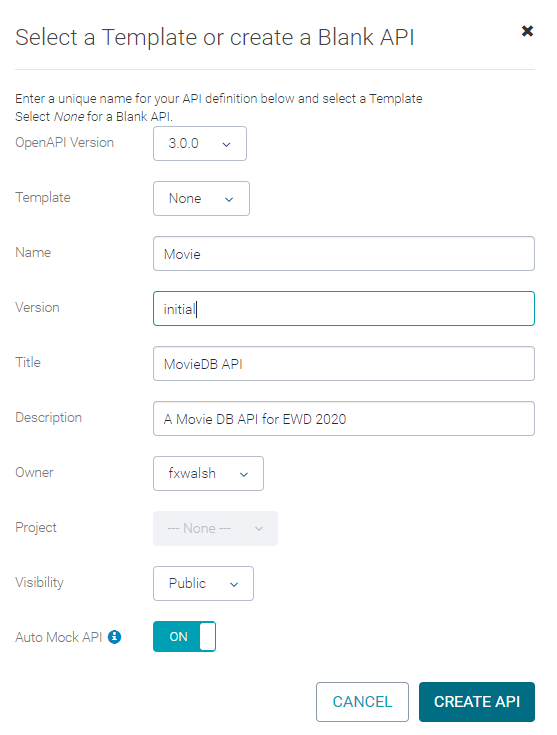 Select a Template or create a Blank API
Enter a unique name for your API definition below and select a Template
Select None for a Blank API.
OpenAPI Version 3.0.0
Template None
Name Movie
Version initial
Title MovieDB API
Description A Movie DB API for EWD 2020
Owner fxwalsh
Project --- None ---
Visibility Public
Auto Mock API ON
CANCEL CREATE API